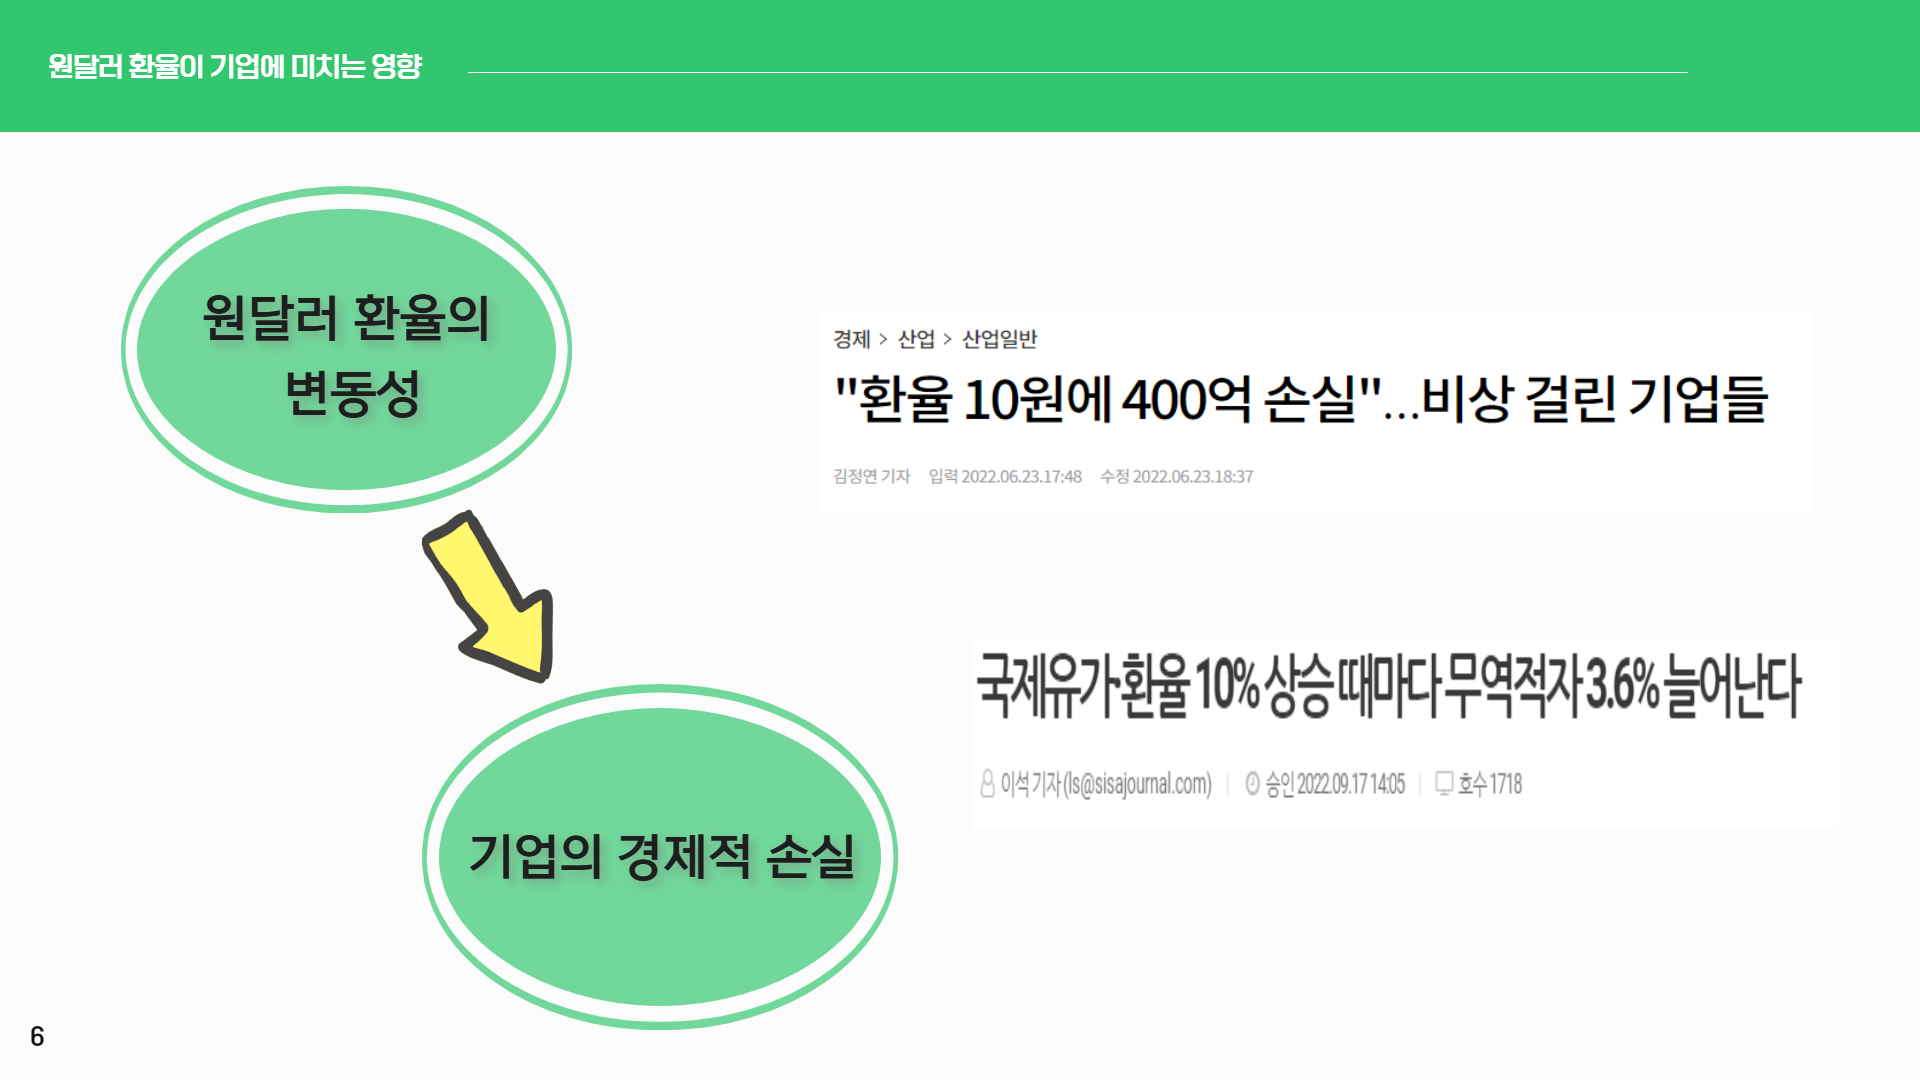 원달러 환율이 기업에 미치는 영향
원달러 환율의
변동성
기업의 경제적 손실
경제 > 산업 > 산업일반
"환율 10원에 400억 손실"...비상 걸린 기업들
김정연 기자 입력 2022.06.23.17:48 수정 2022.06.23.18:37
국제유가·환율 10% 상승 때마다 무역적자 3.6% 늘어난다
이석 기자 (ls@sisajournal.com) | 승인 2022.09.17 14:05 | 호수 1718
6